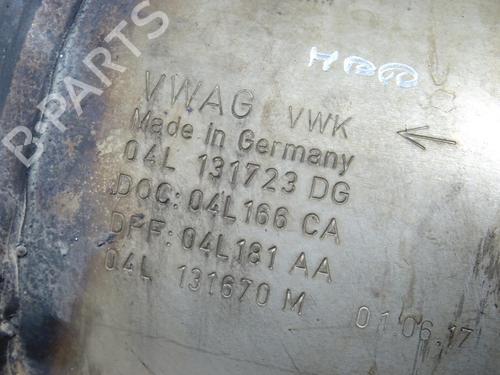 B-PARTS
VWAG VWK
Made in Germany
04L 131723 DG
DOC: 04L166 CA
DPF: 04L181 AA
04L 131670 M 01.06.17